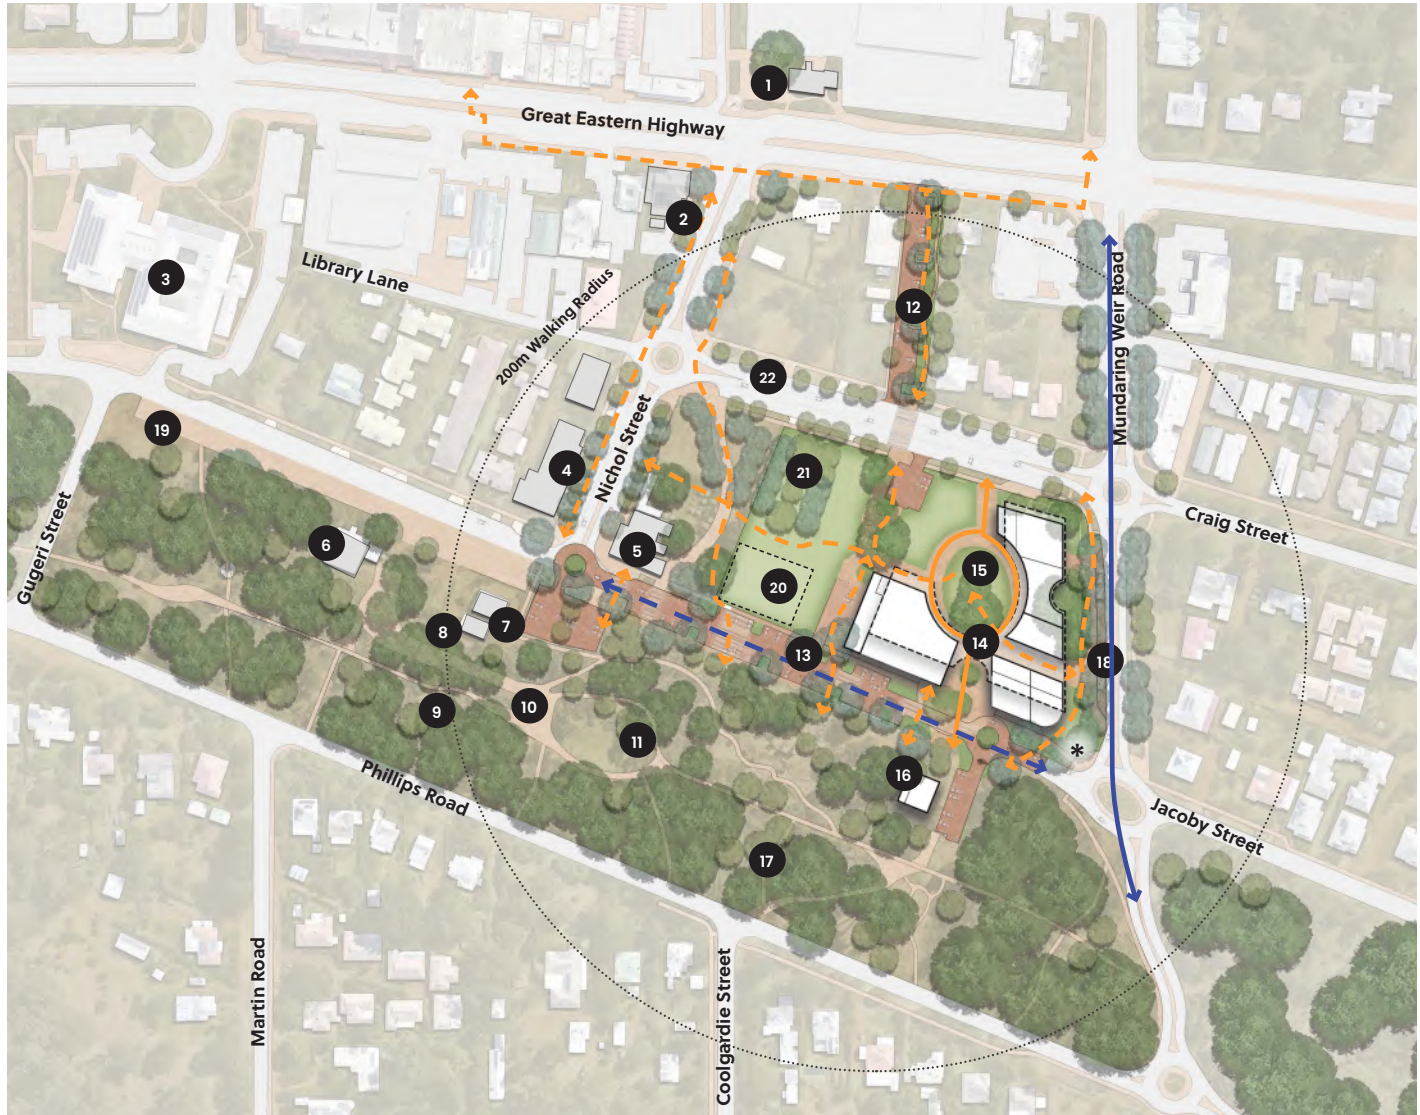 1
Great Eastern Highway
2
3
Library Lane
200m Walking Radius
12
Mundaring Weir Road
22
19
4
Nichol Street
21
Craig Street
Gugeri Street
6
5
15
20
8
7
13
14
18
9
10
11
*
16
Phillips Road
Jacoby Street
17
Martin Road
Coolgardie Street